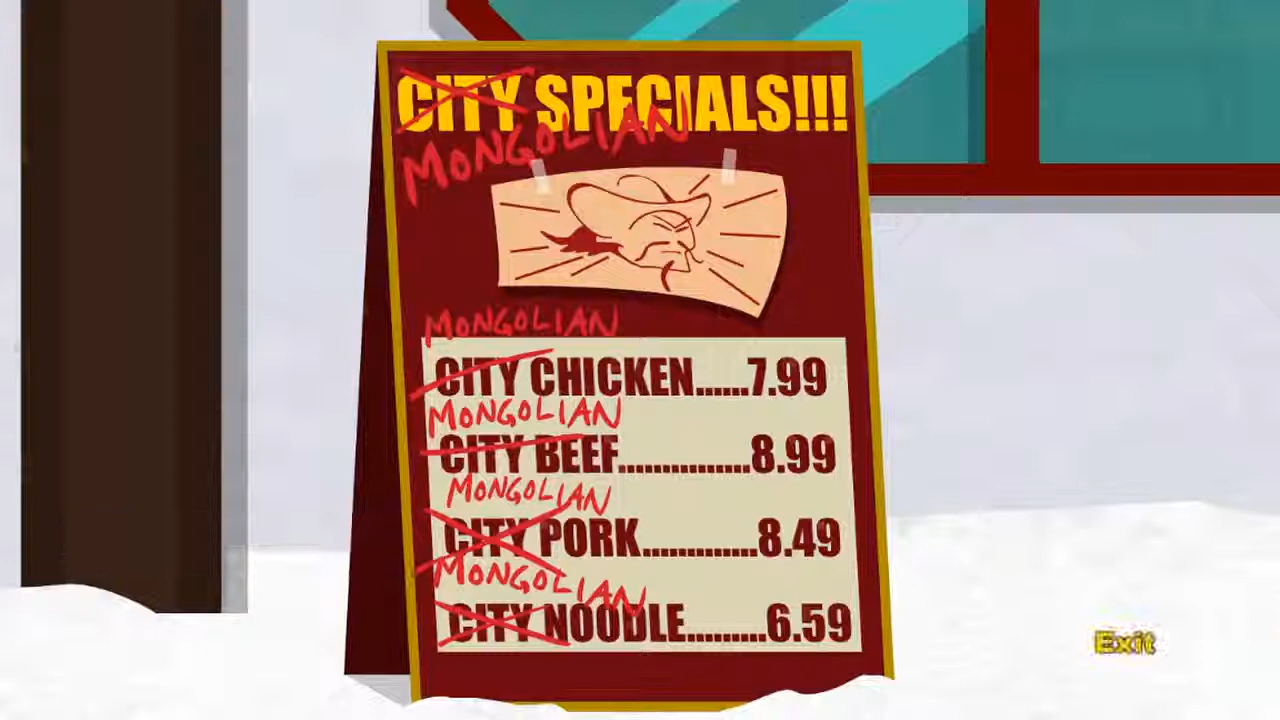 CITY SPECIALS!!!
MONGOLIAN
MONGOLIAN
CITY CHICKEN......7.99
MONGOLIAN
CITY BEEF...............8.99
MONGOLIAN
CITY PORK.............8.49
MONGOLIAN
CITY NOODLE.........6.59
Exit